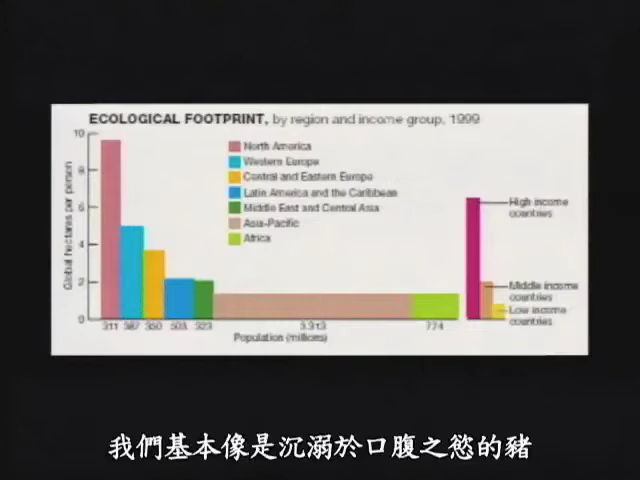 ECOLOGICAL FOOTPRINT, by region and income group, 1999
Global hectares per person
10
8
6
4
2
0
North America
Western Europe
Central and Eastern Europe
Latin America and the Caribbean
Middle East and Central Asia
Asia-Pacific
Africa
High income
countries
Middle income
countries
Low income
countries
311 387 350 503 323 3 313 774
Population (millions)
我們基本像是沉溺於口腹之慾的豬